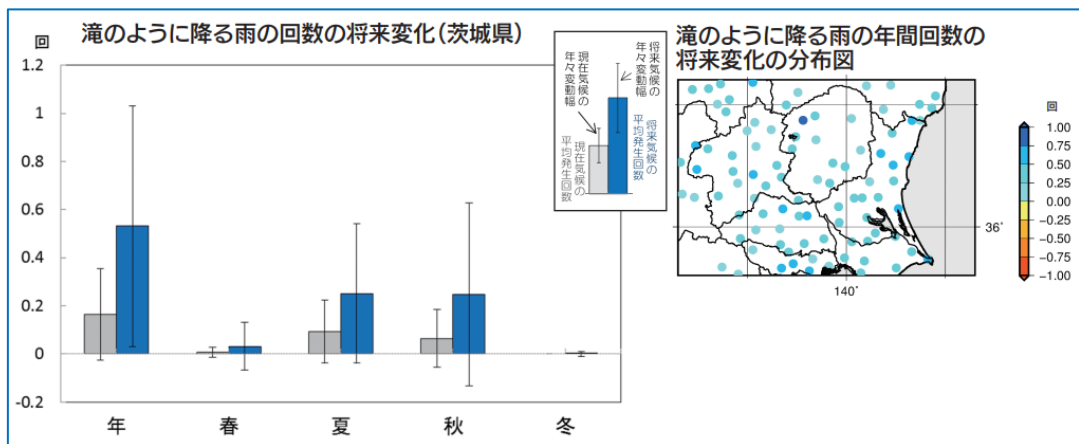 滝のように降る雨の回数の将来変化(茨城県)
回
1.2
1
0.8
0.6
0.4
0.2
0
-0.2
年
春
夏
秋
冬
現在気候の
年々変動幅
将来気候の
年々変動幅
現在気候の
平均発生回数
将来気候の
平均発生回数
滝のように降る雨の年間回数の
将来変化の分布図
36°
140°
回
1.00
0.75
0.50
0.25
0.00
-0.25
-0.50
-0.75
-1.00